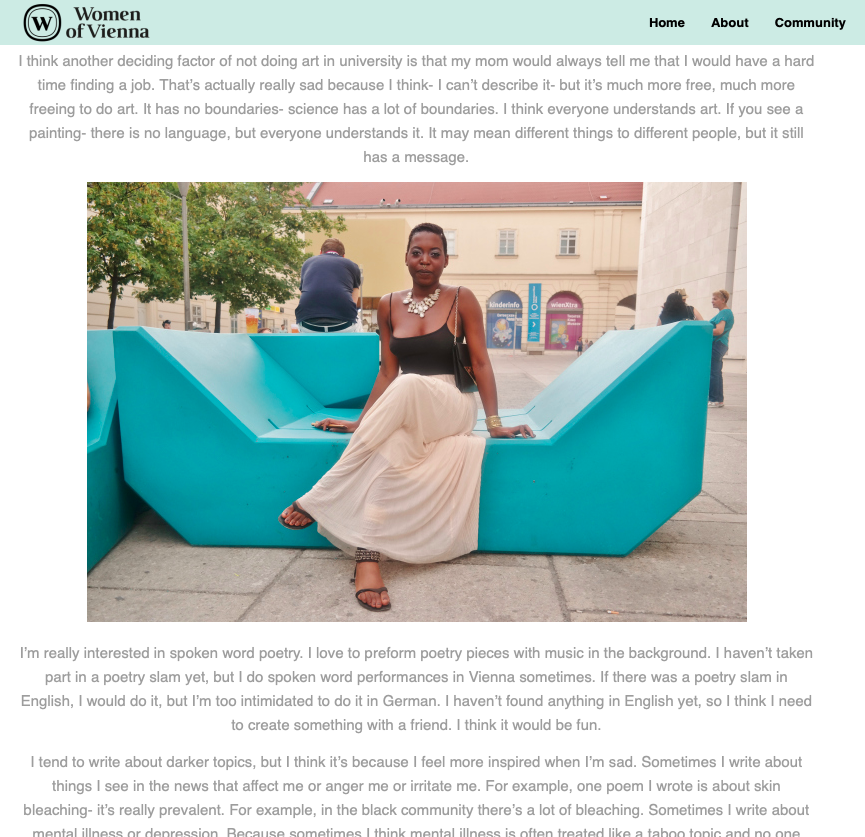 W
Women
of Vienna
Home About Community
I think another deciding factor of not doing art in university is that my mom would always tell me that I would have a hard
time finding a job. That’s actually really sad because I think- I can’t describe it- but it’s much more free, much more
freeing to do art. It has no boundaries- science has a lot of boundaries. I think everyone understands art. If you see a
painting- there is no language, but everyone understands it. It may mean different things to different people, but it still
has a message.
kinderinfo
wienXtra
I’m really interested in spoken word poetry. I love to preform poetry pieces with music in the background. I haven’t taken
part in a poetry slam yet, but I do spoken word performances in Vienna sometimes. If there was a poetry slam in
English, I would do it, but I’m too intimidated to do it in German. I haven’t found anything in English yet, so I think I need
to create something with a friend. I think it would be fun.
I tend to write about darker topics, but I think it’s because I feel more inspired when I’m sad. Sometimes I write about
things I see in the news that affect me or anger me or irritate me. For example, one poem I wrote is about skin
bleaching- it’s really prevalent. For example, in the black community there’s a lot of bleaching. Sometimes I write about
mental illness or depression. Because sometimes I think mental illness is often treated like a taboo topic and no one